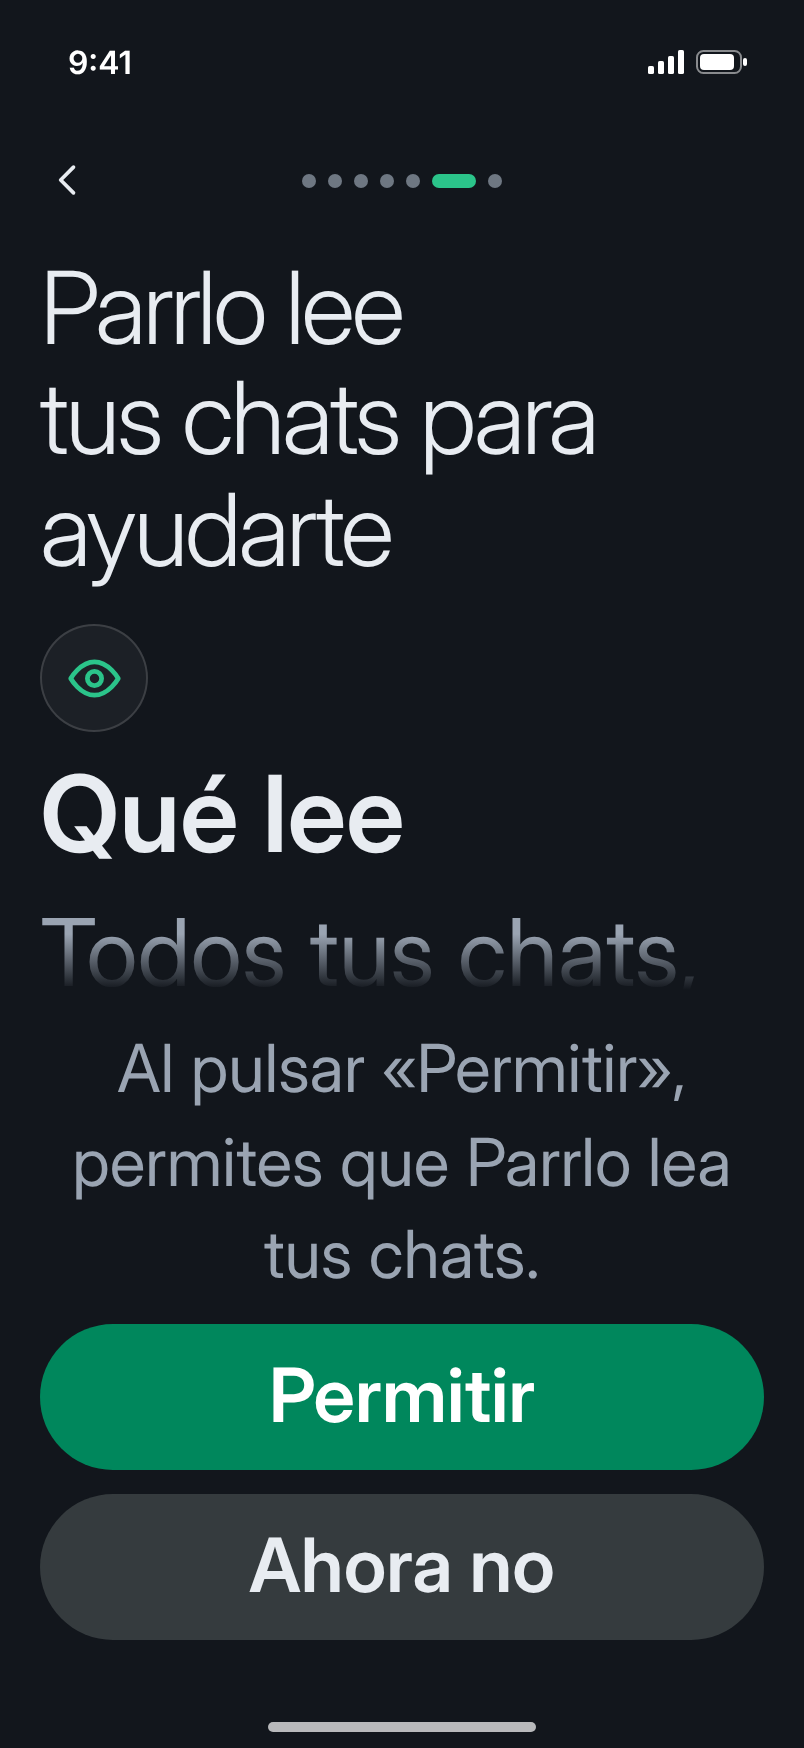 9:41
Parrlo lee
tus chats para
ayudarte
Qué lee
Todos tus chats,
Al pulsar «Permitir»,
permites que Parrlo lea
tus chats.
Permitir
Ahora no